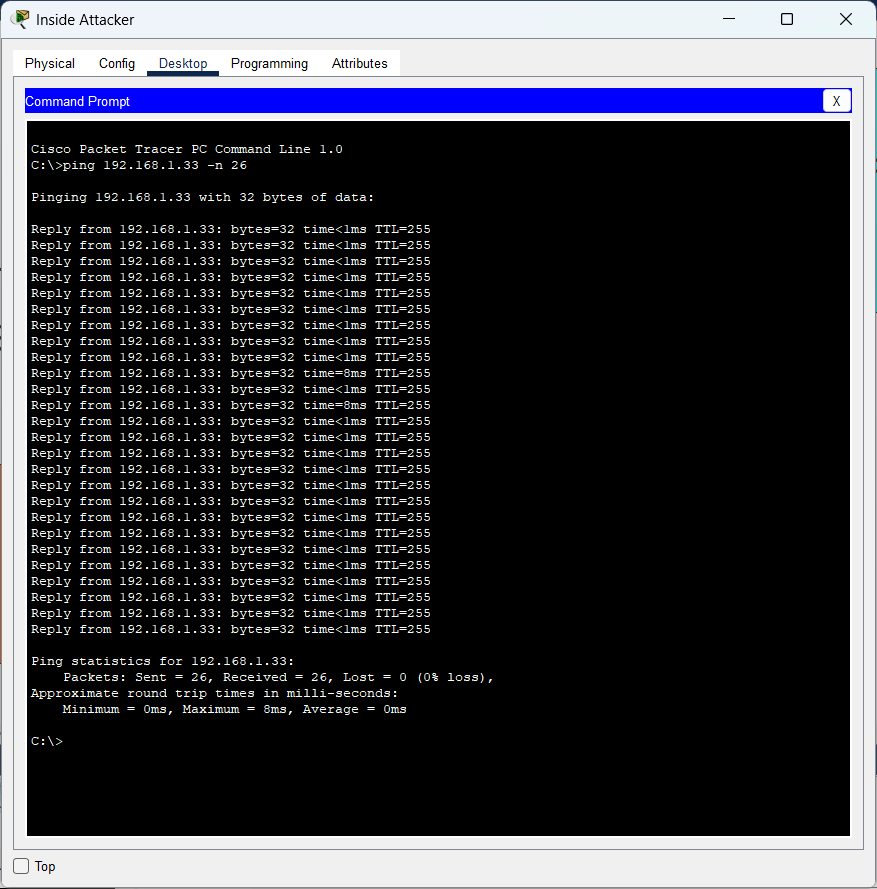 Inside Attacker
Physical Config Desktop Programming Attributes
Command Prompt X
Cisco Packet Tracer PC Command Line 1.0
C:\>ping 192.168.1.33 -n 26
Pinging 192.168.1.33 with 32 bytes of data:
Reply from 192.168.1.33: bytes=32 time<1ms TTL=255
Reply from 192.168.1.33: bytes=32 time<1ms TTL=255
Reply from 192.168.1.33: bytes=32 time<1ms TTL=255
Reply from 192.168.1.33: bytes=32 time<1ms TTL=255
Reply from 192.168.1.33: bytes=32 time<1ms TTL=255
Reply from 192.168.1.33: bytes=32 time<1ms TTL=255
Reply from 192.168.1.33: bytes=32 time<1ms TTL=255
Reply from 192.168.1.33: bytes=32 time<1ms TTL=255
Reply from 192.168.1.33: bytes=32 time<1ms TTL=255
Reply from 192.168.1.33: bytes=32 time=8ms TTL=255
Reply from 192.168.1.33: bytes=32 time<1ms TTL=255
Reply from 192.168.1.33: bytes=32 time=8ms TTL=255
Reply from 192.168.1.33: bytes=32 time<1ms TTL=255
Reply from 192.168.1.33: bytes=32 time<1ms TTL=255
Reply from 192.168.1.33: bytes=32 time<1ms TTL=255
Reply from 192.168.1.33: bytes=32 time<1ms TTL=255
Reply from 192.168.1.33: bytes=32 time<1ms TTL=255
Reply from 192.168.1.33: bytes=32 time<1ms TTL=255
Reply from 192.168.1.33: bytes=32 time<1ms TTL=255
Reply from 192.168.1.33: bytes=32 time<1ms TTL=255
Reply from 192.168.1.33: bytes=32 time<1ms TTL=255
Reply from 192.168.1.33: bytes=32 time<1ms TTL=255
Reply from 192.168.1.33: bytes=32 time<1ms TTL=255
Reply from 192.168.1.33: bytes=32 time<1ms TTL=255
Reply from 192.168.1.33: bytes=32 time<1ms TTL=255
Reply from 192.168.1.33: bytes=32 time<1ms TTL=255
Ping statistics for 192.168.1.33:
Packets: Sent = 26, Received = 26, Lost = 0 (0% loss),
Approximate round trip times in milli-seconds:
Minimum = 0ms, Maximum = 8ms, Average = 0ms
C:\>
Top